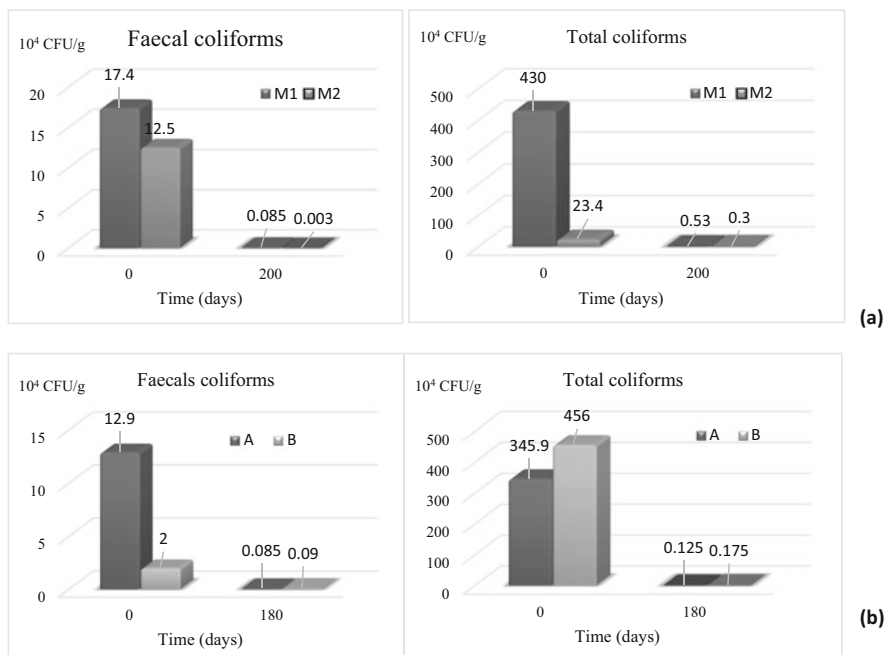 10⁴ CFU/g
Faecal coliforms
17.4
M1 M2
20
15
12.5
10
5
0.085 0.003
0
0 200
Time (days)
10⁴ CFU/g
Total coliforms
430
M1 M2
500
400
300
200
100
23.4
0.53 0.3
0
0 200
Time (days)
(a)
10⁴ CFU/g
Faecals coliforms
12.9
A B
15
10
5
2
0.085 0.09
0
0 180
Time (days)
10⁴ CFU/g
Total coliforms
456
345.9
A B
500
400
300
200
100
0.125 0.175
0
0 180
Time (days)
(b)